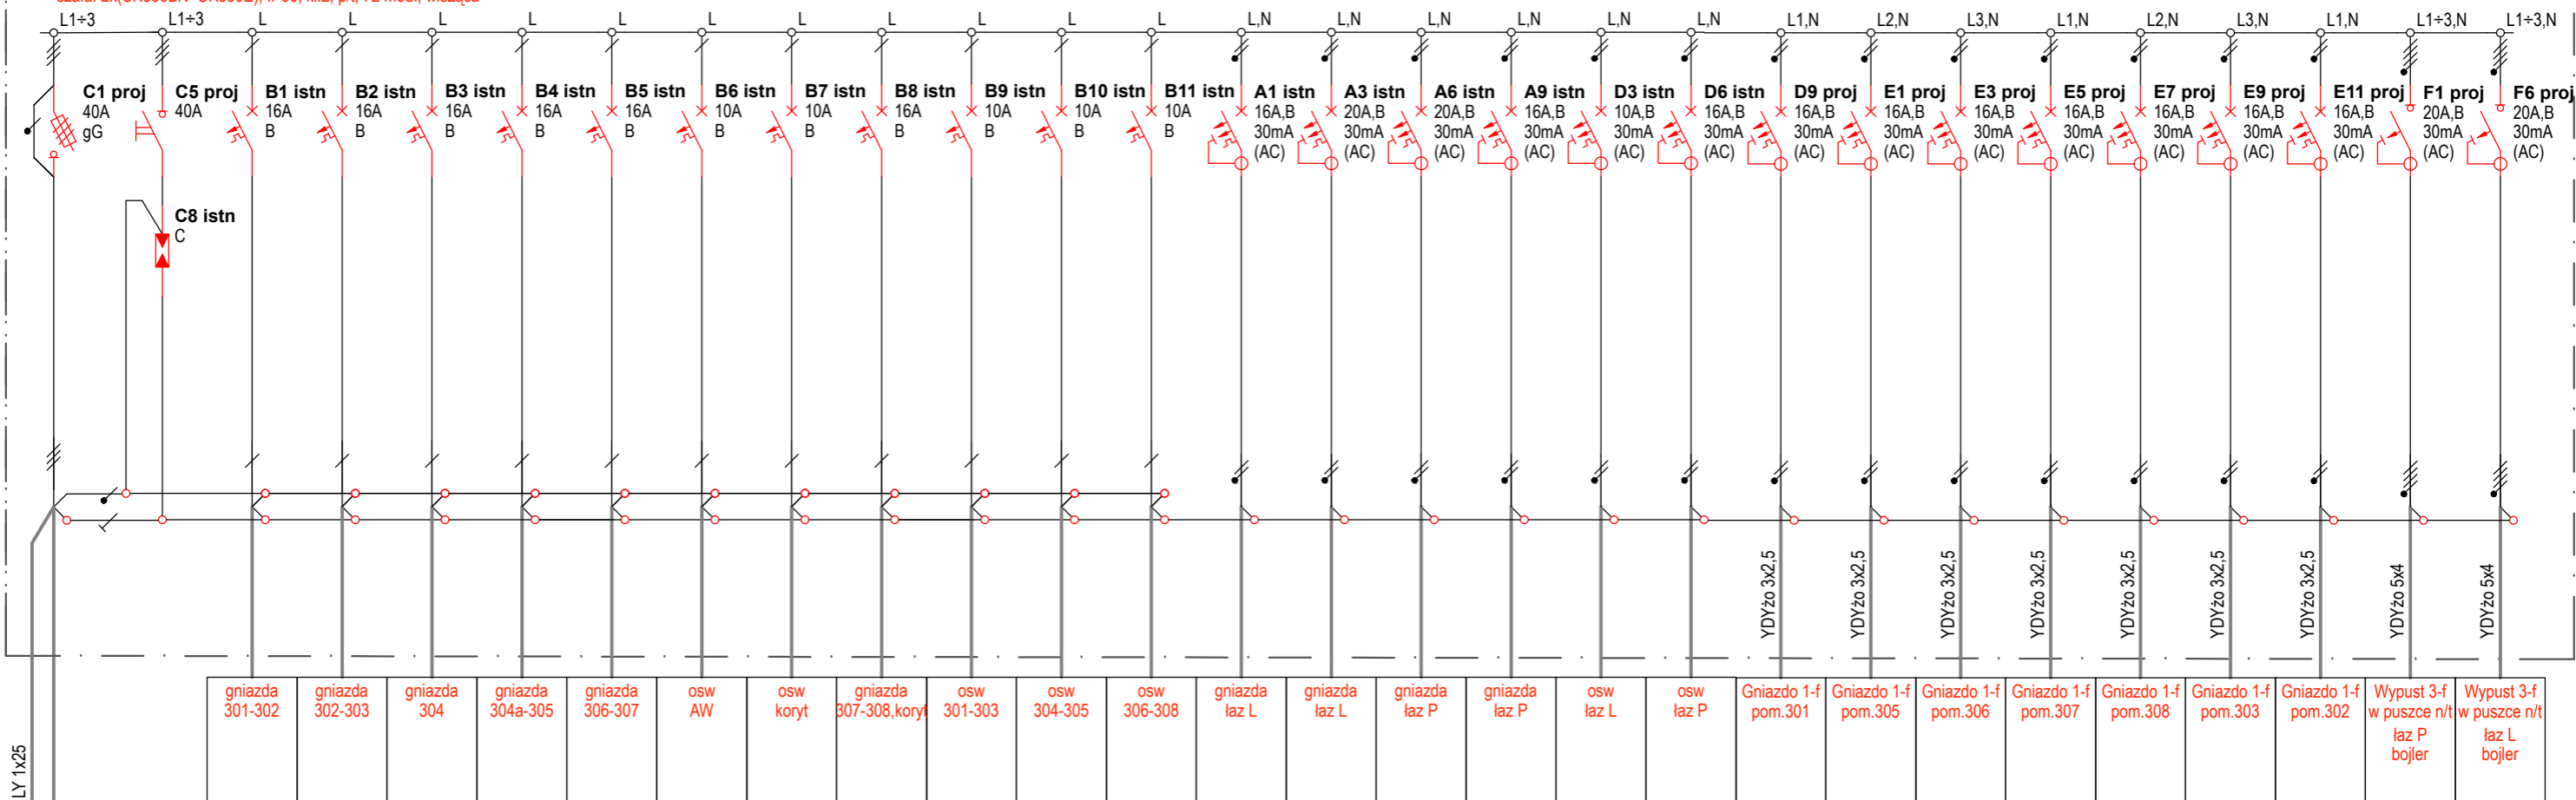 L1÷3
L1÷3
L
L
L
L
L
L
L
L
L
L
L
L,N
L,N
L,N
L,N
L,N
L,N
L1,N
L2,N
L3,N
L1,N
L2,N
L3,N
L1,N
L1÷3,N
L1÷3,N
C1 proj
40A
gG
C5 proj
40A
B1 istn
16A
B
B2 istn
16A
B
B3 istn
16A
B
B4 istn
16A
B
B5 istn
16A
B
B6 istn
10A
B
B7 istn
10A
B
B8 istn
16A
B
B9 istn
10A
B
B10 istn
10A
B
B11 istn
10A
B
A1 istn
16A,B
30mA
(AC)
A3 istn
20A,B
30mA
(AC)
A6 istn
20A,B
30mA
(AC)
A9 istn
16A,B
30mA
(AC)
D3 istn
10A,B
30mA
(AC)
D6 istn
16A,B
30mA
(AC)
D9 proj
16A,B
30mA
(AC)
E1 proj
16A,B
30mA
(AC)
E3 proj
16A,B
30mA
(AC)
E5 proj
16A,B
30mA
(AC)
E7 proj
16A,B
30mA
(AC)
E9 proj
16A,B
30mA
(AC)
E11 proj
16A,B
30mA
(AC)
F1 proj
20A,B
30mA
(AC)
F6 proj
20A,B
30mA
(AC)
C8 istn
C
YDYżo 3x2,5
YDYżo 3x2,5
YDYżo 3x2,5
YDYżo 3x2,5
YDYżo 3x2,5
YDYżo 3x2,5
YDYżo 3x2,5
YDYżo 5x4
YDYżo 5x4
LY 1x25
gniazda
301-302
gniazda
302-303
gniazda
304
gniazda
304a-305
gniazda
306-307
osw
AW
osw
koryt
gniazda
307-308,koryt
osw
301-303
osw
304-305
osw
306-308
gniazda
łaz L
gniazda
łaz L
gniazda
łaz P
gniazda
łaz P
osw
łaz L
osw
łaz P
Gniazdo 1-f
pom.301
Gniazdo 1-f
pom.305
Gniazdo 1-f
pom.306
Gniazdo 1-f
pom.307
Gniazdo 1-f
pom.308
Gniazdo 1-f
pom.303
Gniazdo 1-f
pom.302
Wypust 3-f
w puszce n/t
łaz P
bojler
Wypust 3-f
w puszce n/t
łaz L
bojler